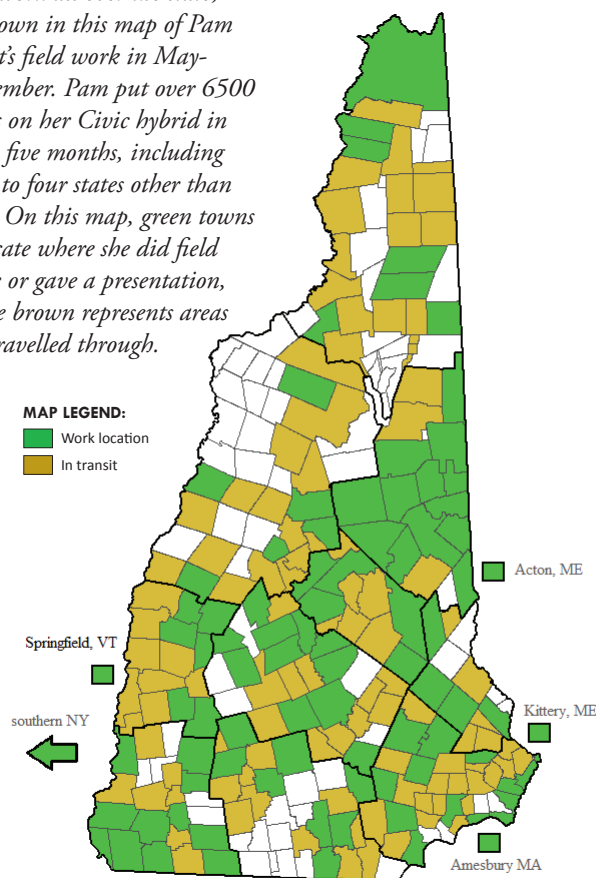 own in this map of Pam
t’s field work in May-
ember. Pam put over 6500
s on her Civic hybrid in
five months, including
to four states other than
On this map, green towns
cate where she did field
s or gave a presentation,
e brown represents areas
travelled through.
MAP LEGEND:
Work location
In transit
Acton, ME
Springfield, VT
Kittery, ME
southern NY
Amesbury MA